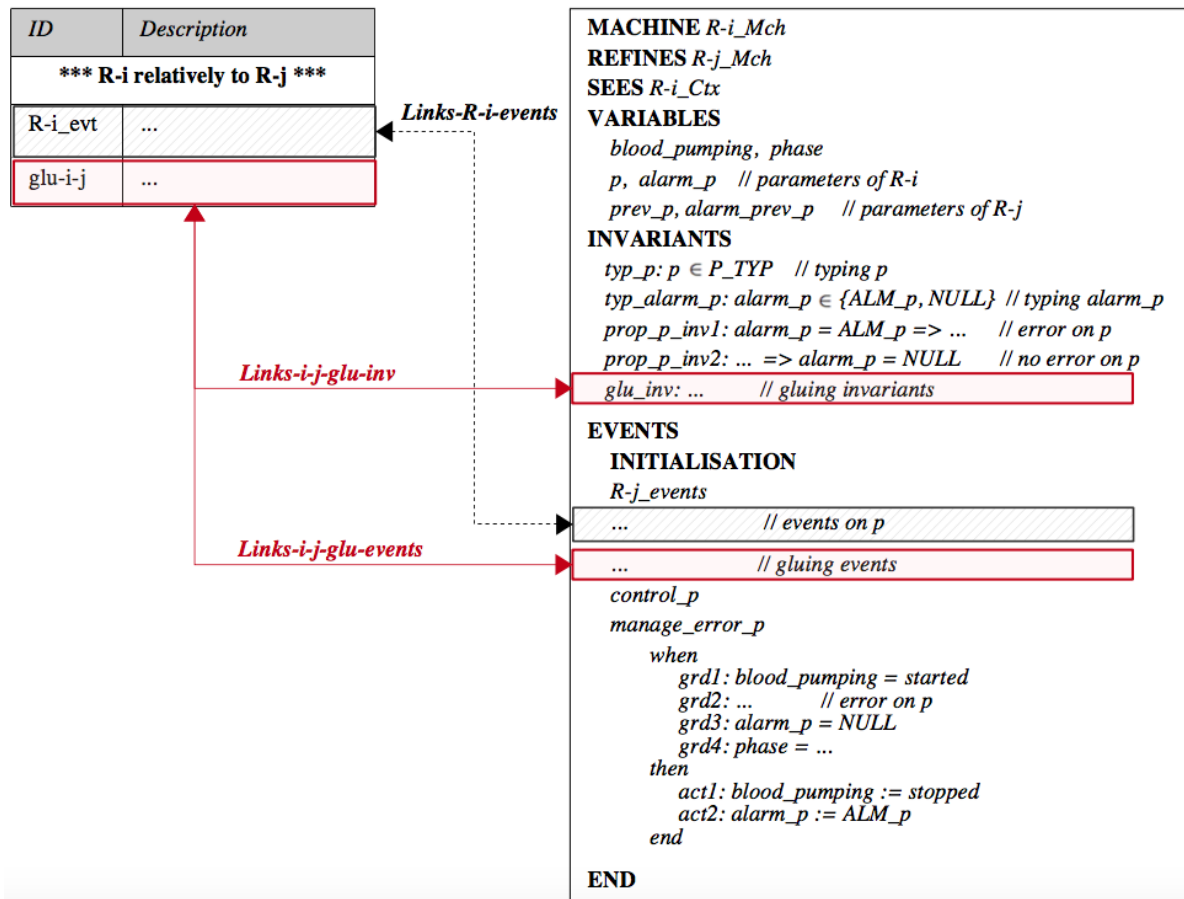 ID Description
*** R-i relatively to R-j ***
R-i_evt ...
glu-i-j ...
Links-R-i-events
Links-i-j-glu-inv
Links-i-j-glu-events
MACHINE R-i_Mch
REFINES R-j_Mch
SEES R-i_Ctx
VARIABLES
blood_pumping, phase
p, alarm_p // parameters of R-i
prev_p, alarm_prev_p // parameters of R-j
INVARIANTS
typ_p: p ∈ P_TYP // typing p
typ_alarm_p: alarm_p ∈ {ALM_p, NULL} // typing alarm_p
prop_p_inv1: alarm_p = ALM_p => ... // error on p
prop_p_inv2: ... => alarm_p = NULL // no error on p
glu_inv: ... // gluing invariants
EVENTS
INITIALISATION
R-j_events
... // events on p
... // gluing events
control_p
manage_error_p
when
grd1: blood_pumping = started
grd2: ... // error on p
grd3: alarm_p = NULL
grd4: phase = ...
then
act1: blood_pumping := stopped
act2: alarm_p := ALM_p
end
END